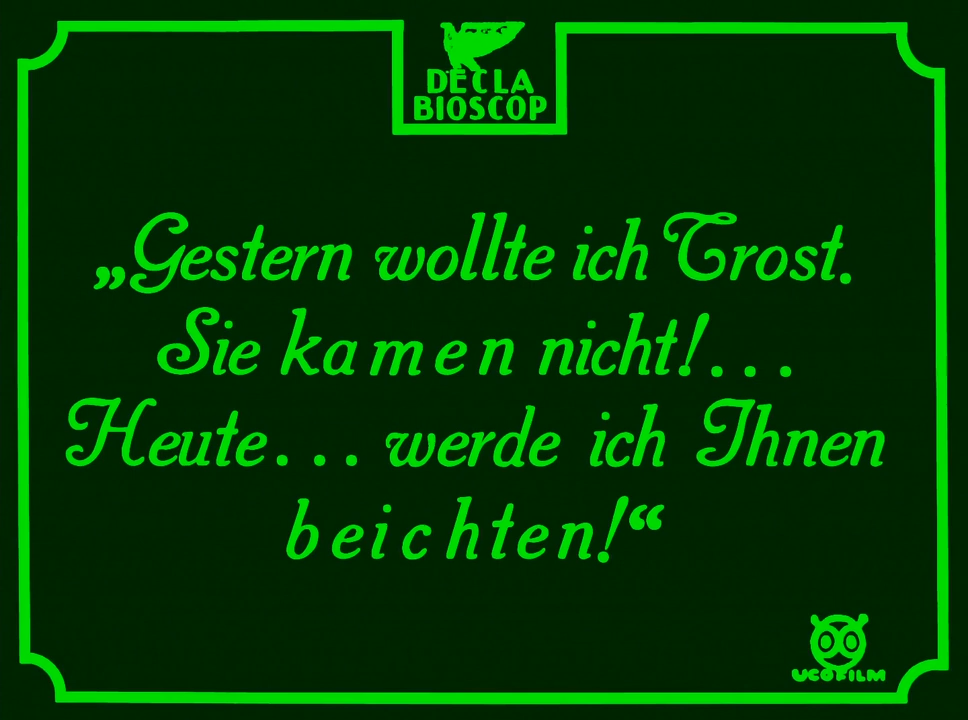 DECLA
BIOSCOP
„Gestern wollte ich Trost.
Sie kamen nicht!...
Heute... werde ich Ihnen
beichten!“
UCOFILM